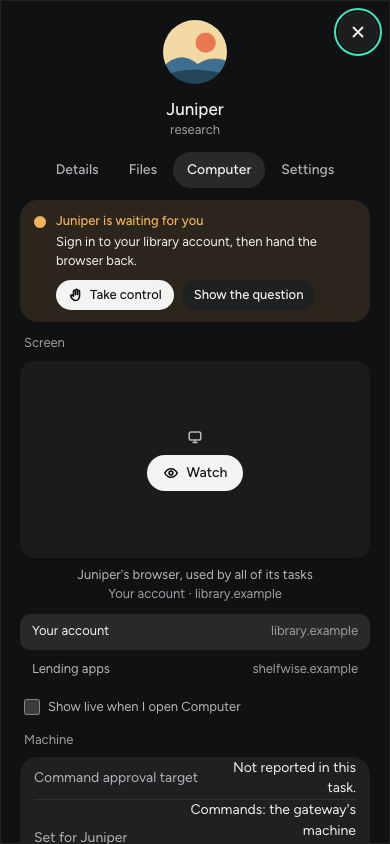 Juniper
research
Details
Files
Computer
Settings
Juniper is waiting for you
Sign in to your library account, then hand the
browser back.
Take control
Show the question
Screen
Watch
Juniper's browser, used by all of its tasks
Your account · library.example
Your account
library.example
Lending apps
shelfwise.example
Show live when I open Computer
Machine
Command approval target
Not reported in this
task.
Set for Juniper
Commands: the gateway's
machine